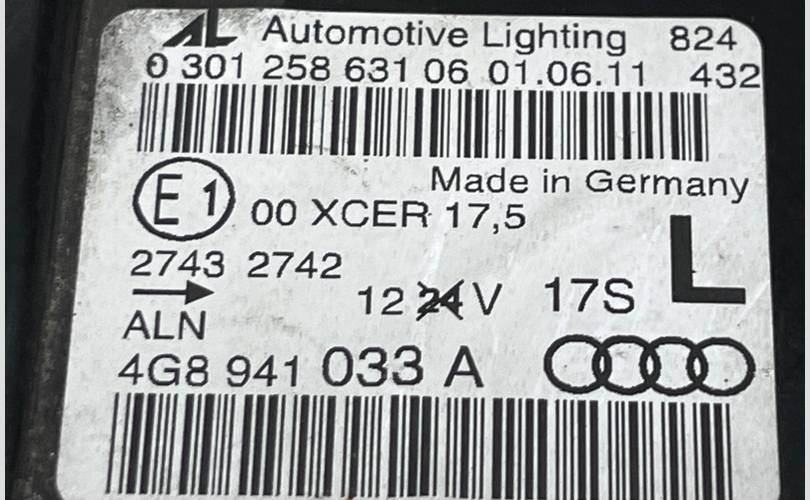 AL Automotive Lighting 824
0 301 258 631 06 01.06.11 432
Made in Germany
E1 00 XCER 17,5
2743 2742
12 24 V 17S L
ALN
4G8 941 033 A